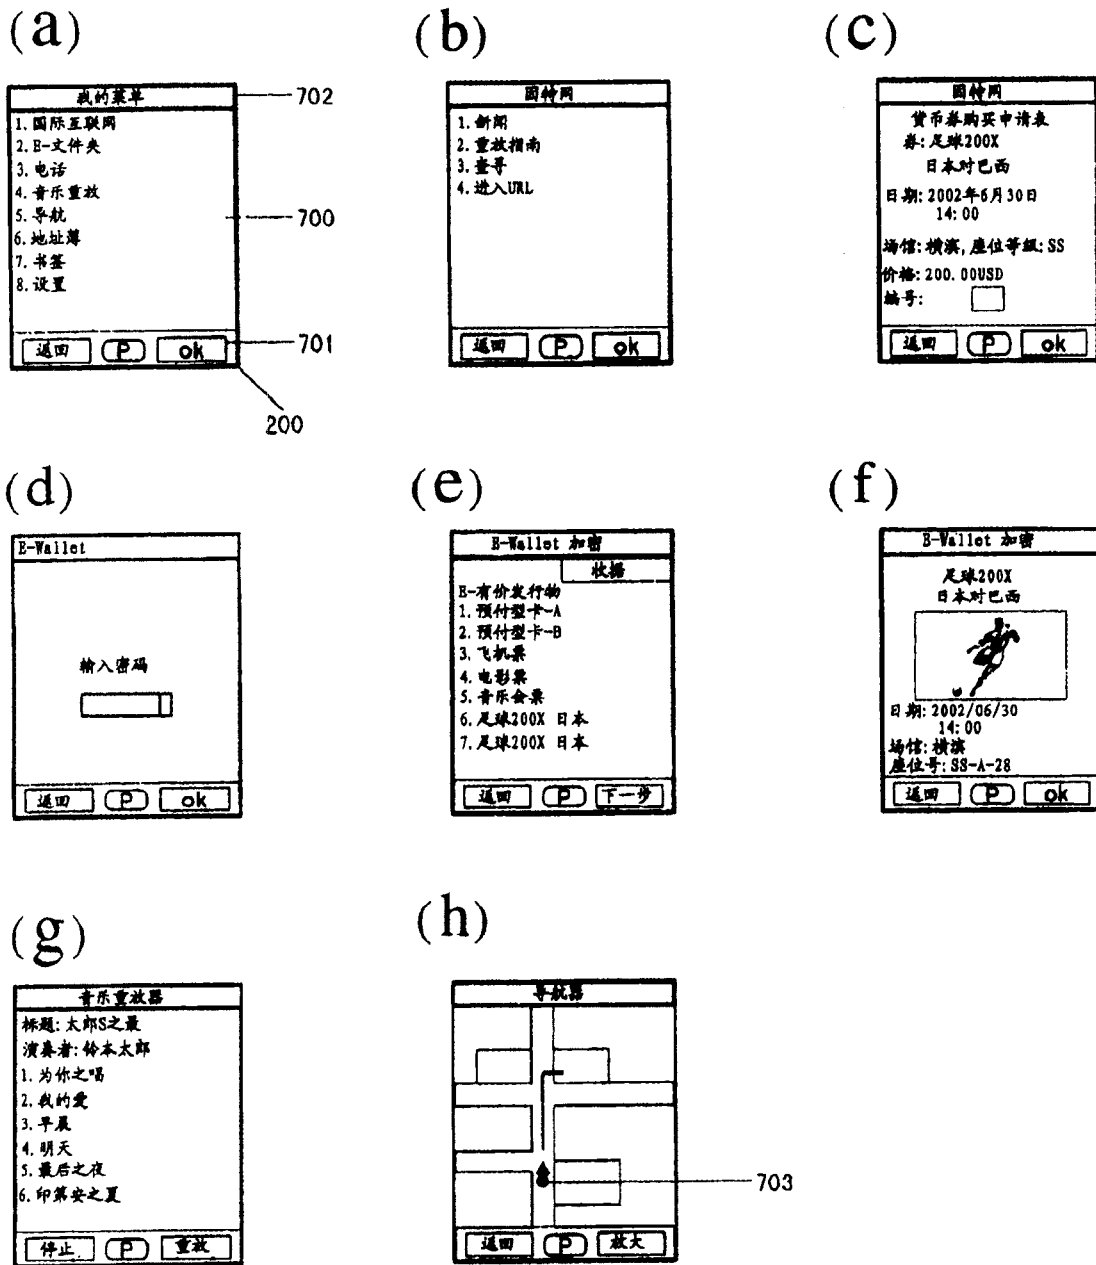 (a)
我的菜单
702
1. 国际互联网
2. E-文件夹
3. 电话
4. 音乐重放
5. 导航
700
6. 地址薄
7. 书签
8. 设置
返回 P ok
701
200
(b)
因特网
1. 新闻
2. 重放指南
3. 查寻
4. 进入URL
返回 P ok
(c)
因特网
货币券购买申请表
券: 足球200X
日本对巴西
日期: 2002年6月30日
14:00
场馆: 横滨, 座位等级: SS
价格: 200.00USD
编号:
返回 P ok
(d)
E-Wallet
输入密码
返回 P ok
(e)
E-Wallet 加密
收据
E-有价发行物
1. 预付型卡-A
2. 预付型卡-B
3. 飞机票
4. 电影票
5. 音乐会票
6. 足球200X 日本
7. 足球200X 日本
返回 P 下一步
(f)
E-Wallet 加密
足球200X
日本对巴西
日期: 2002/06/30
14:00
场馆: 横滨
座位号: SS-A-28
返回 P ok
(g)
音乐重放器
标题: 太郎S之最
演奏者: 铃木太郎
1. 为你之唱
2. 我的爱
3. 早晨
4. 明天
5. 最后之夜
6. 印第安之夏
停止 P 重放
(h)
导航器
703
返回 P 放大